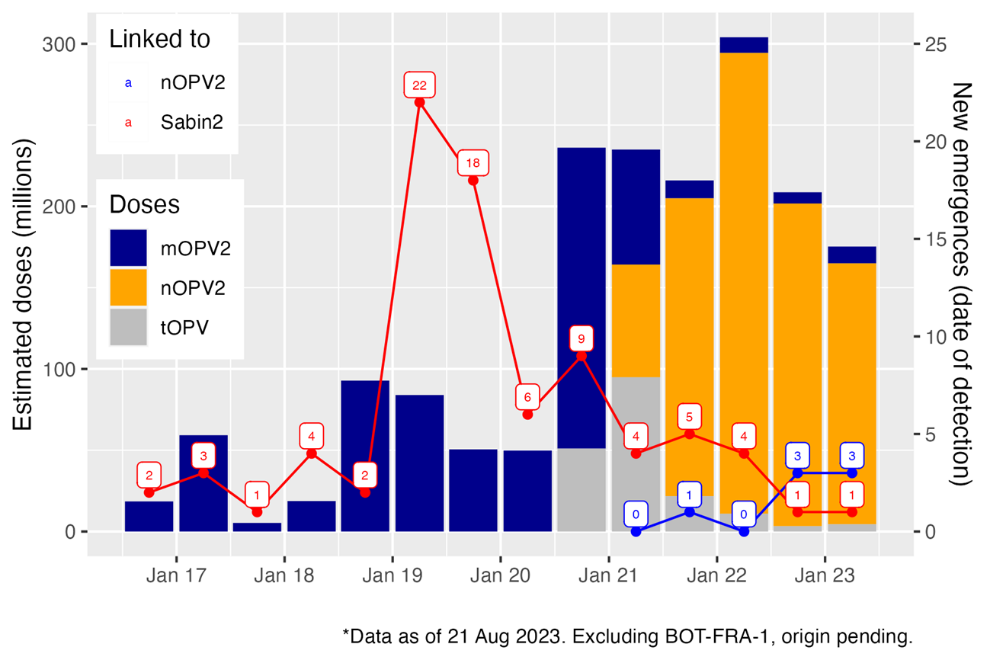 Linked to
a nOPV2
a Sabin2
Doses
mOPV2
nOPV2
tOPV
Estimated doses (millions)
300
200
100
0
New emergences (date of detection)
25
20
15
10
5
0
2
3
1
4
2
22
18
6
9
4
5
4
1
1
0
1
0
3
3
Jan 17 Jan 18 Jan 19 Jan 20 Jan 21 Jan 22 Jan 23
*Data as of 21 Aug 2023. Excluding BOT-FRA-1, origin pending.